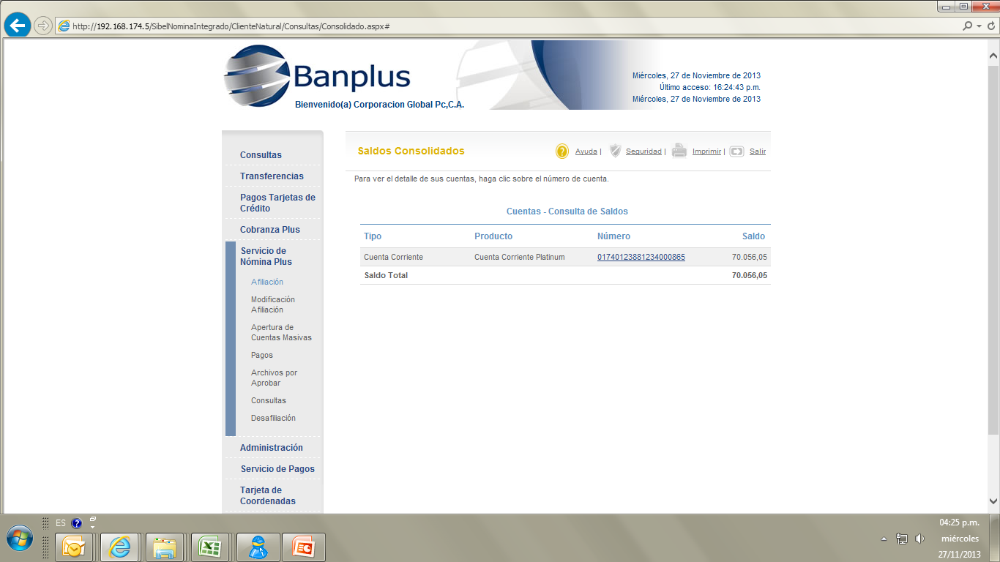 http://192.168.174.5/SibelNominaIntegrado/ClienteNatural/Consultas/Consolidado.aspx#
Banplus
Bienvenido(a) Corporacion Global Pc,C.A.
Miércoles, 27 de Noviembre de 2013
Último acceso: 16:24:43 p.m.
Miércoles, 27 de Noviembre de 2013
Consultas
Transferencias
Pagos Tarjetas de
Crédito
Cobranza Plus
Servicio de
Nómina Plus
Afiliación
Modificación
Afiliación
Apertura de
Cuentas Masivas
Pagos
Archivos por
Aprobar
Consultas
Desafiliación
Administración
Servicio de Pagos
Tarjeta de
Coordenadas
Saldos Consolidados
Ayuda | Seguridad | Imprimir | Salir
Para ver el detalle de sus cuentas, haga clic sobre el número de cuenta.
Cuentas - Consulta de Saldos
Tipo Producto Número Saldo
Cuenta Corriente Cuenta Corriente Platinum 01740123881234000865 70.056,05
Saldo Total 70.056,05
ES
04:25 p.m.
miércoles
27/11/2013